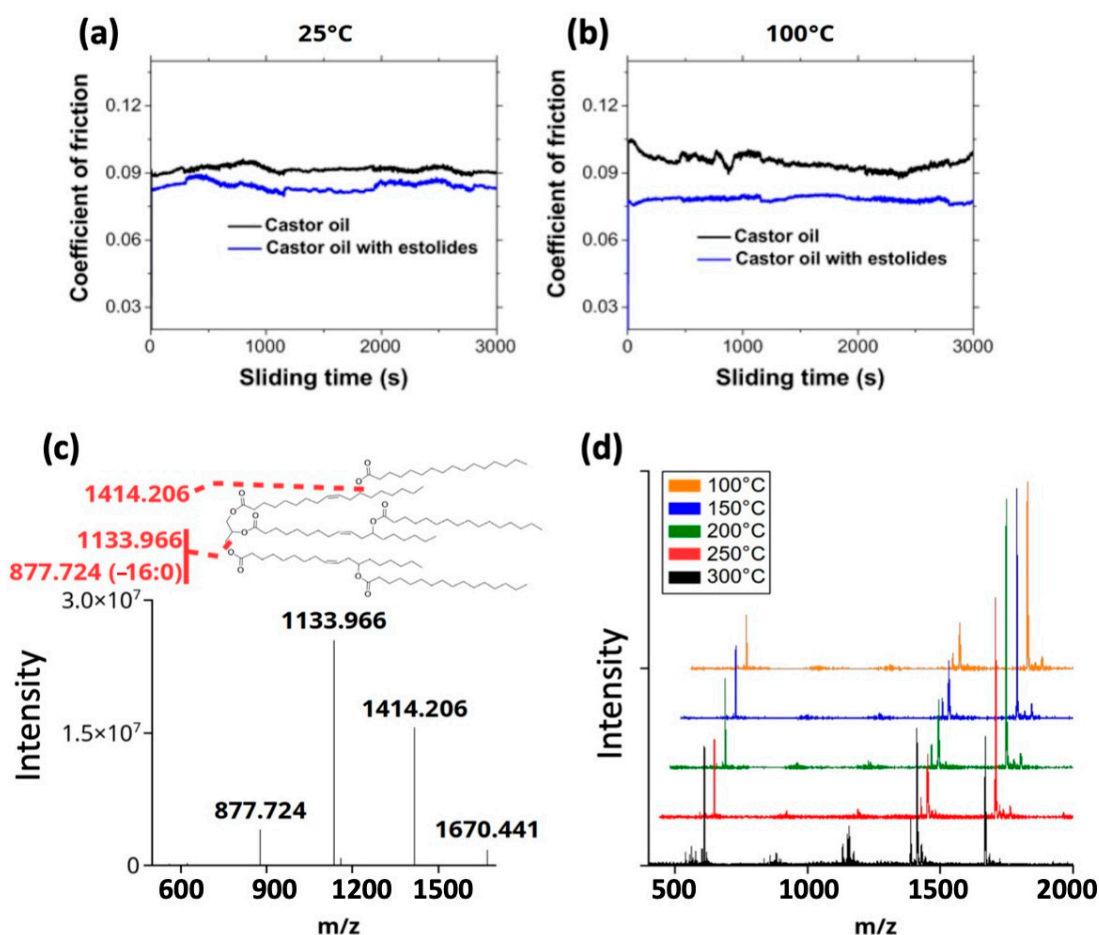 (a)
25°C
Coefficient of friction
0.12
0.09
0.06
0.03
Castor oil
Castor oil with estolides
0
1000
2000
3000
Sliding time (s)
(b)
100°C
Coefficient of friction
0.12
0.09
0.06
0.03
Castor oil
Castor oil with estolides
0
1000
2000
3000
Sliding time (s)
(c)
1414.206
1133.966
877.724 (–16:0)
O
O
O
O
O
O
O
O
O
O
O
O
3.0×10⁷
1.5×10⁷
0
Intensity
1133.966
1414.206
877.724
1670.441
600
900
1200
1500
m/z
(d)
Intensity
100°C
150°C
200°C
250°C
300°C
500
1000
1500
2000
m/z